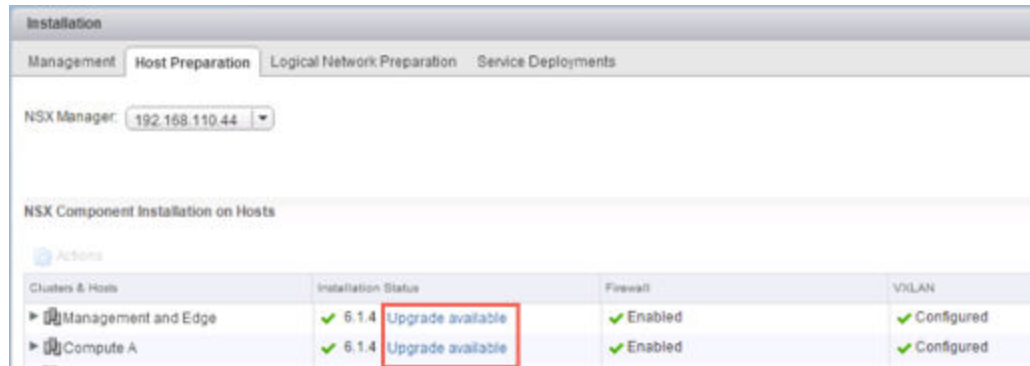 Installation
Management Host Preparation Logical Network Preparation Service Deployments
NSX Manager: 192.168.110.44
NSX Component Installation on Hosts
Actions
Clusters & Hosts Installation Status Firewall VXLAN
Management and Edge 6.1.4 Upgrade available Enabled Configured
Compute A 6.1.4 Upgrade available Enabled Configured